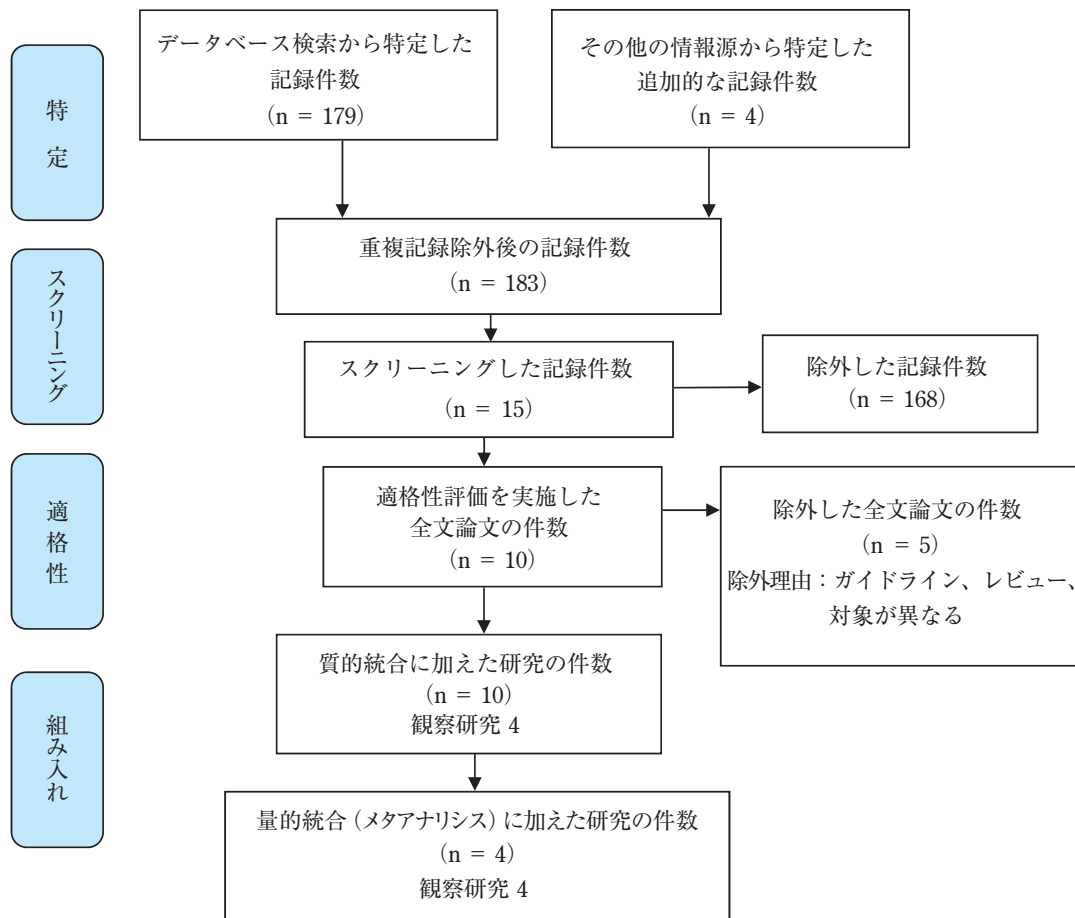 特定
データベース検索から特定した
記録件数
(n = 179)
その他の情報源から特定した
追加的な記録件数
(n = 4)
スクリーニング
重複記録除外後の記録件数
(n = 183)
スクリーニングした記録件数
(n = 15)
除外した記録件数
(n = 168)
適格性
適格性評価を実施した
全文論文の件数
(n = 10)
除外した全文論文の件数
(n = 5)
除外理由：ガイドライン、レビュー、
対象が異なる
組み入れ
質的統合に加えた研究の件数
(n = 10)
観察研究 4
量的統合（メタアナリシス）に加えた研究の件数
(n = 4)
観察研究 4